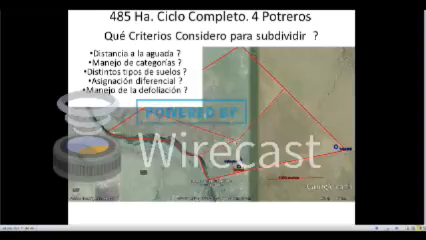 485 Ha. Ciclo Completo. 4 Potreros
Qué Criterios Considero para subdividir ?
•Distancia a la aguada ?
•Manejo de categorías ?
•Distintos tipos de suelos ?
•Asignación diferencial ?
•Manejo de la defoliación ?
POWERED BY
Wirecast